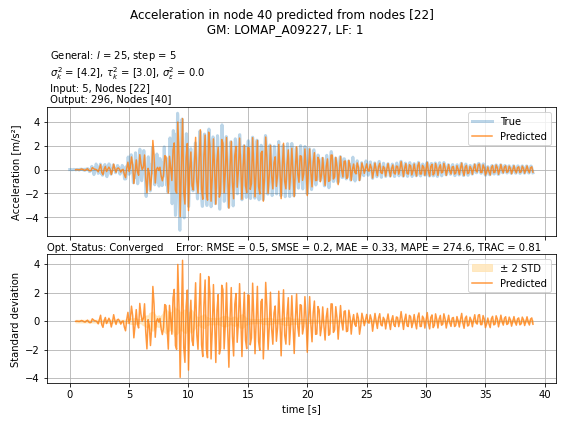 Acceleration in node 40 predicted from nodes [22]
GM: LOMAP_A09227, LF: 1
General: l = 25, step = 5
σ²ₖ = [4.2], τ²ₖ = [3.0], σ²ε = 0.0
Input: 5, Nodes [22]
Output: 296, Nodes [40]
4
2
0
−2
−4
Acceleration [m/s²]
True
Predicted
Opt. Status: Converged Error: RMSE = 0.5, SMSE = 0.2, MAE = 0.33, MAPE = 274.6, TRAC = 0.81
4
2
0
−2
−4
Standard deviation
± 2 STD
Predicted
0 5 10 15 20 25 30 35 40
time [s]